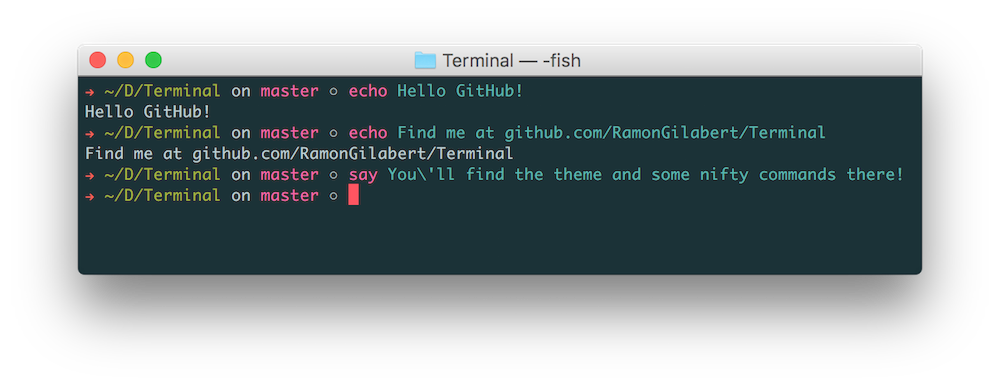 Terminal — -fish
→ ~/D/Terminal on master ○ echo Hello GitHub!
Hello GitHub!
→ ~/D/Terminal on master ○ echo Find me at github.com/RamonGilabert/Terminal
Find me at github.com/RamonGilabert/Terminal
→ ~/D/Terminal on master ○ say You\'ll find the theme and some nifty commands there!
→ ~/D/Terminal on master ○